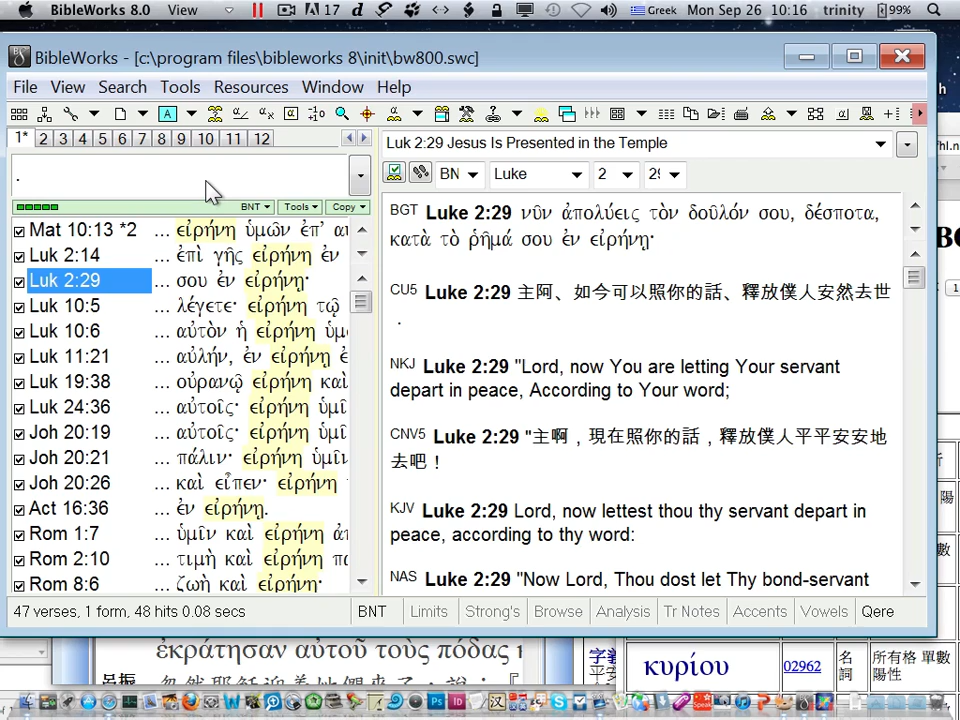 BibleWorks 8.0 View 17 Greek Mon Sep 26 10:16 trinity 99%
BibleWorks - [c:\program files\bibleworks 8\init\bw800.swc]
File View Search Tools Resources Window Help
1* 2 3 4 5 6 7 8 9 10 11 12
Luk 2:29 Jesus Is Presented in the Temple
.
BN Luke 2
BNT Tools Copy
Mat 10:13 *2 ... εἰρήνη ὑμῶν ἐπ'
Luk 2:14 ... ἐπὶ γῆς εἰρήνη ἐν
Luk 2:29 ... σου ἐν εἰρήνῃ·
Luk 10:5 ... λέγετε· εἰρήνη τῷ
Luk 10:6 ... αὐτὸν ἡ εἰρήνη
Luk 11:21 ... αὐλήν, ἐν εἰρήνῃ
Luk 19:38 ... οὐρανῷ εἰρήνη καὶ
Luk 24:36 ... αὐτοῖς· εἰρήνη
Joh 20:19 ... αὐτοῖς· εἰρήνη
Joh 20:21 ... πάλιν· εἰρήνη
Joh 20:26 ... καὶ εἶπεν· εἰρήνη
Act 16:36 ... ἐν εἰρήνῃ.
Rom 1:7 ... ὑμῖν καὶ εἰρήνη
Rom 2:10 ... τιμὴ καὶ εἰρήνη
Rom 8:6 ... ζωὴ καὶ εἰρήνη·
BGT Luke 2:29 νῦν ἀπολύεις τὸν δοῦλόν σου, δέσποτα,
κατὰ τὸ ῥῆμά σου ἐν εἰρήνῃ·
CU5 Luke 2:29 主阿、如今可以照你的話、釋放僕人安然去世
.
NKJ Luke 2:29 "Lord, now You are letting Your servant
depart in peace, According to Your word;
CNV5 Luke 2:29 "主啊，現在照你的話，釋放僕人平平安安地
去吧！
KJV Luke 2:29 Lord, now lettest thou thy servant depart in
peace, according to thy word:
NAS Luke 2:29 "Now Lord, Thou dost let Thy bond-servant
47 verses, 1 form, 48 hits 0.08 secs BNT Limits Strong's Browse Analysis Tr Notes Accents Vowels Qere
ἐκράτησαν αὐτοῦ τοὺς πόδας
κυρίου 02962 名詞 所有格 單數 陽性